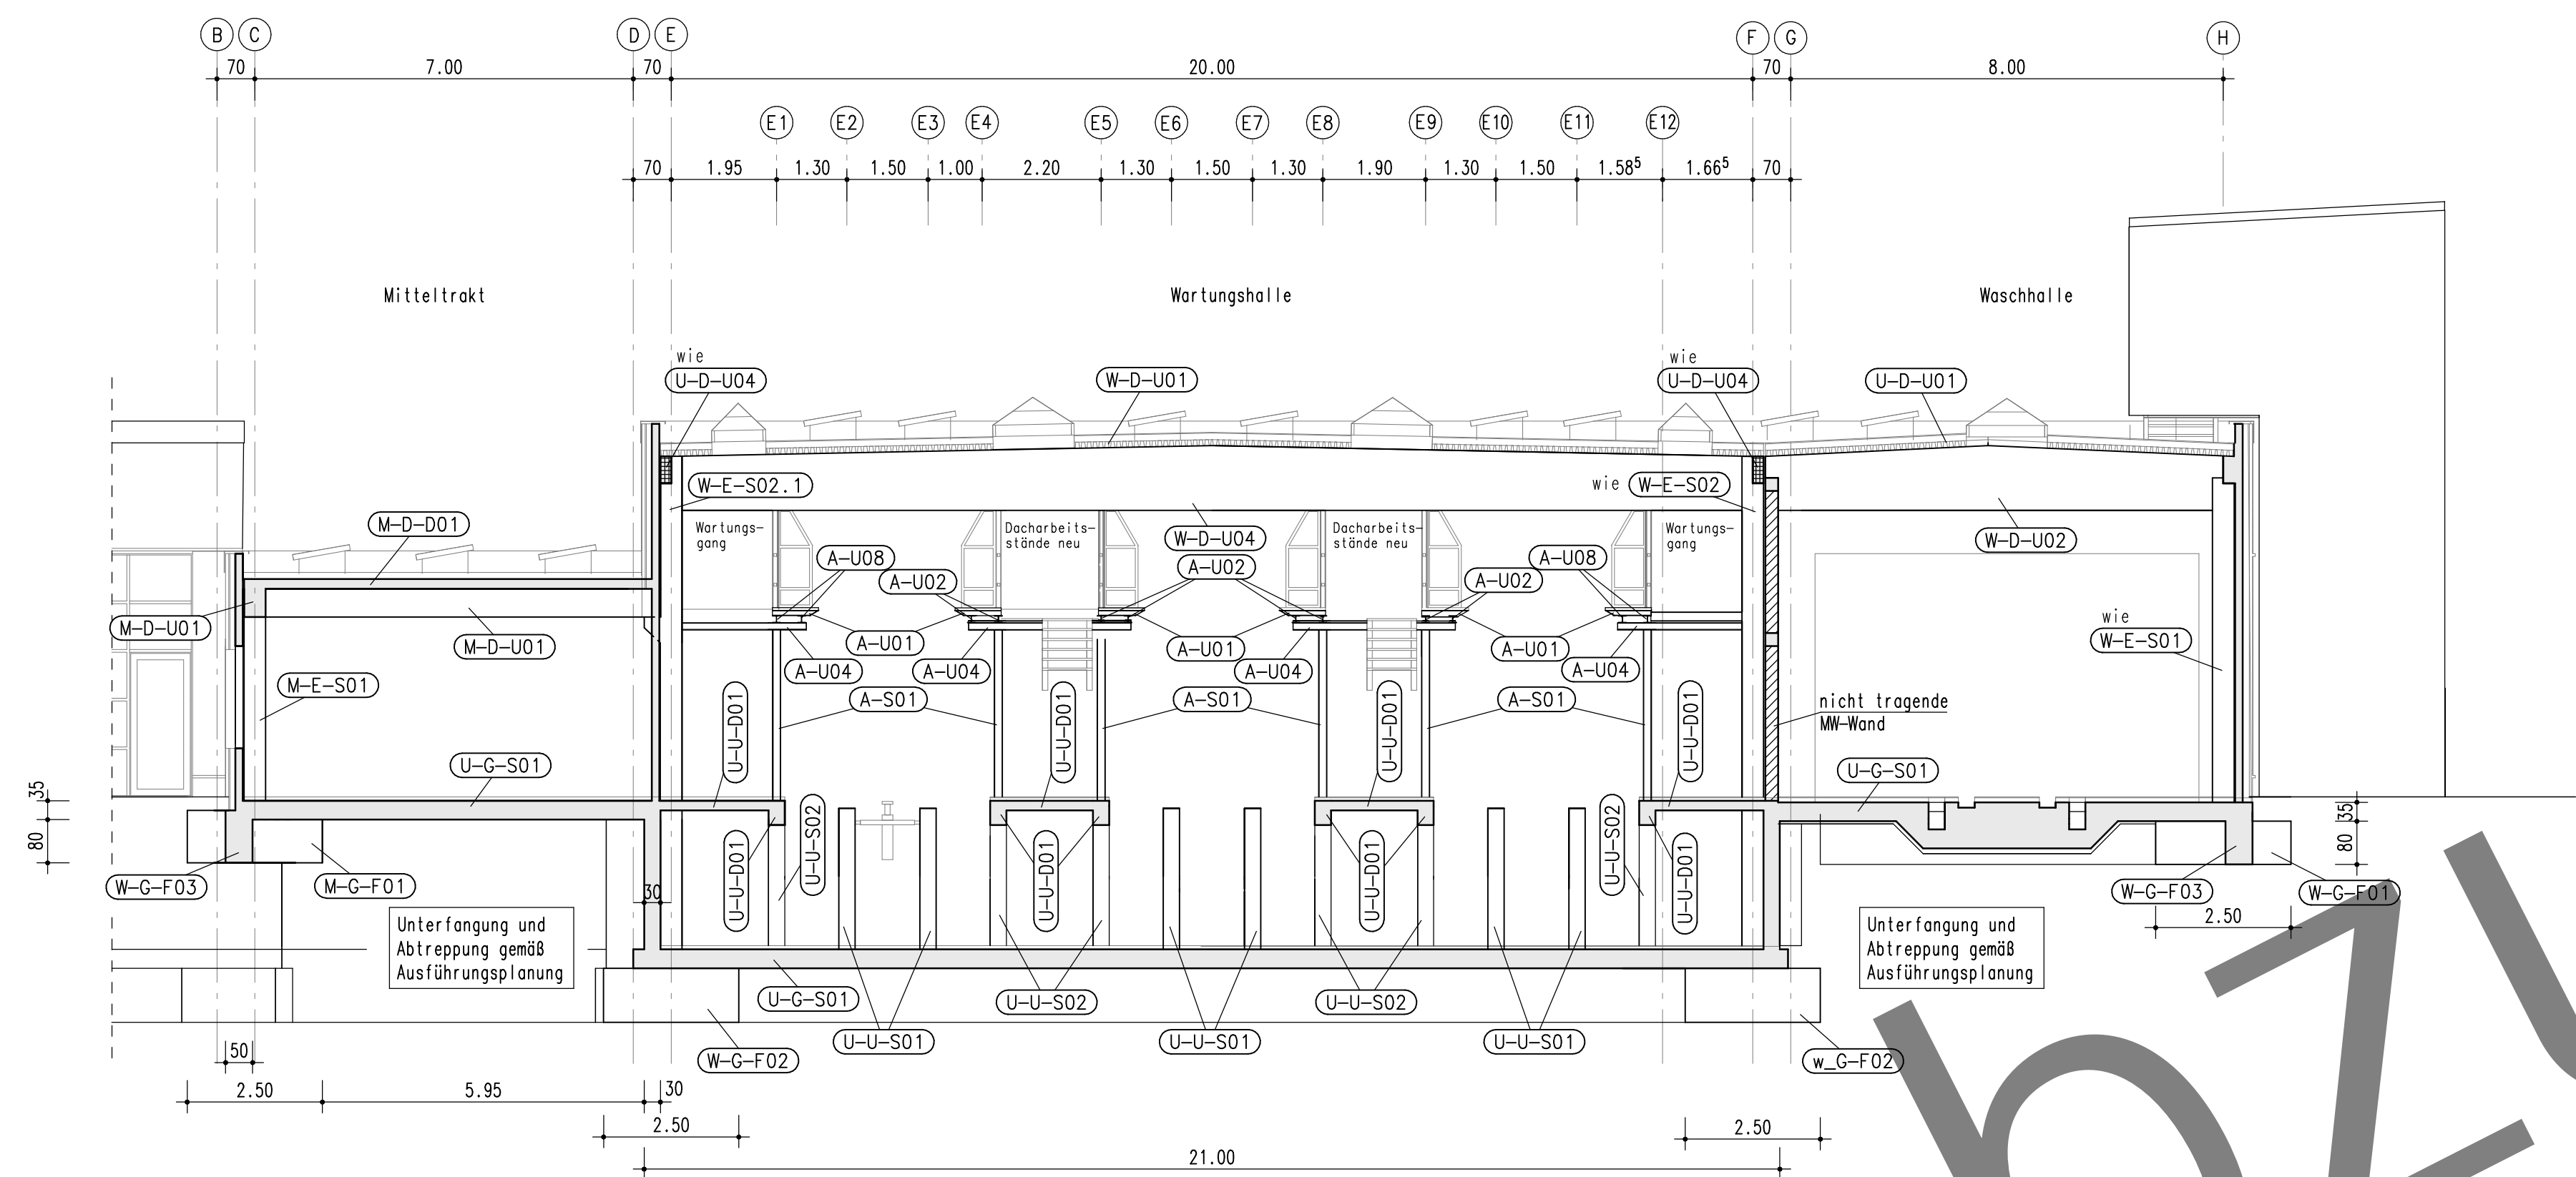 B C D E F G H
70 7.00 70 20.00 70 8.00
E1 E2 E3 E4 E5 E6 E7 E8 E9 E10 E11 E12
70 1.95 1.30 1.50 1.00 2.20 1.30 1.50 1.30 1.90 1.30 1.50 1.58⁵ 1.66⁵ 70
Mitteltrakt Wartungshalle Waschhalle
wie wie
U-D-U04 W-D-U01 U-D-U04 U-D-U01
W-E-S02.1 wie W-E-S02
M-D-D01
Wartungs-
gang
Dacharbeits-
stände neu
W-D-U04
Dacharbeits-
stände neu
Wartungs-
gang
W-D-U02
A-U08 A-U02 A-U02 A-U02 A-U08
M-D-U01 M-D-U01
A-U01 A-U01 A-U01
wie
W-E-S01
A-U04 A-U04 A-U04 A-U04
M-E-S01
A-S01 A-S01 A-S01
nicht tragende
MW-Wand
U-U-D01 U-U-D01 U-U-D01 U-U-D01
U-G-S01 U-G-S01
35 80
35 80
U-U-S02 U-U-S02
U-U-D01 U-U-D01 U-U-D01 U-U-D01
W-G-F03 M-G-F01 30 W-G-F03 W-G-F01
2.50
Unterfangung und
Abtreppung gemäß
Ausführungsplanung
Unterfangung und
Abtreppung gemäß
Ausführungsplanung
U-G-S01 U-U-S02 U-U-S02
U-U-S01 U-U-S01 U-U-S01
W-G-F02 w_G-F02
50
2.50 5.95 30
2.50 2.50
21.00